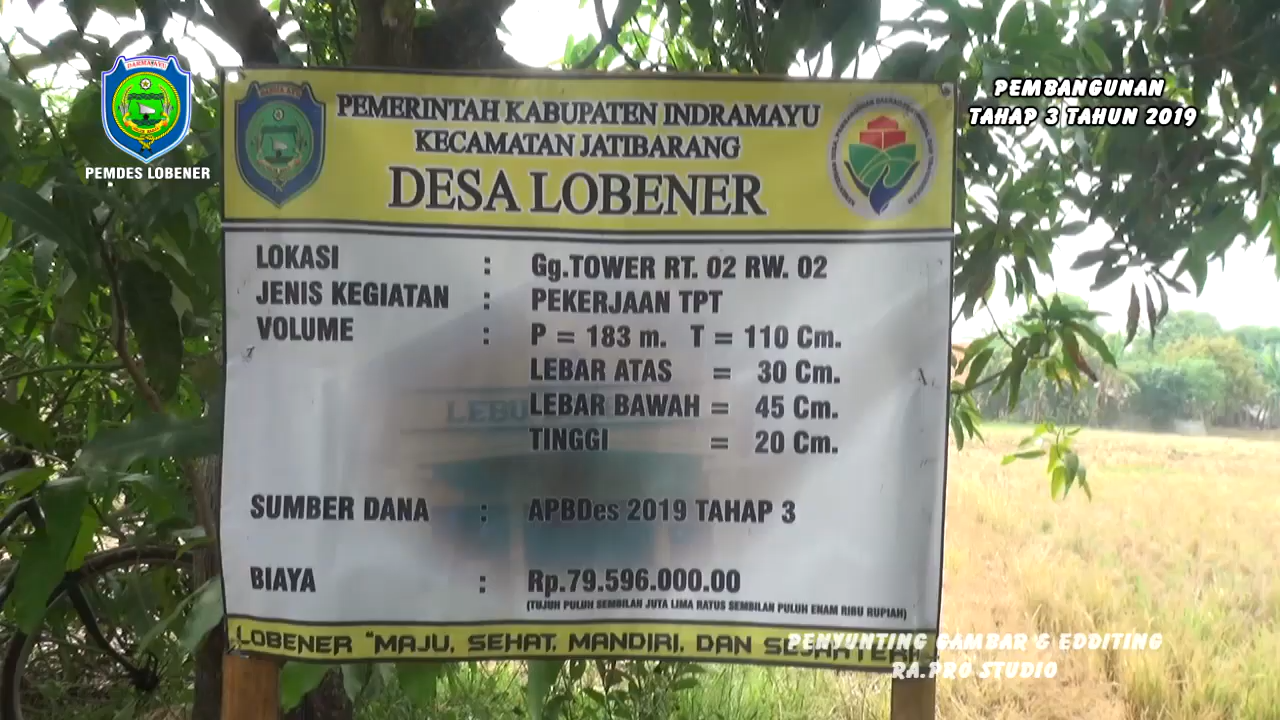 PEMBANGUNAN
TAHAP 3 TAHUN 2019
DARMA AYU
PEMDES LOBENER
PEMERINTAH KABUPATEN INDRAMAYU
KECAMATAN JATIBARANG
DESA LOBENER
LOKASI : Gg.TOWER RT. 02 RW. 02
JENIS KEGIATAN : PEKERJAAN TPT
VOLUME : P = 183 m. T = 110 Cm.
LEBAR ATAS = 30 Cm.
LEBAR BAWAH = 45 Cm.
TINGGI = 20 Cm.
SUMBER DANA : APBDes 2019 TAHAP 3
BIAYA : Rp.79.596.000.00
(TUJUH PULUH SEMBILAN JUTA LIMA RATUS SEMBILAN PULUH ENAM RIBU RUPIAH)
LOBENER "MAJU, SEHAT, MANDIRI, DAN
PENYUNTING GAMBAR & EDDITING
RA.PRO STUDIO